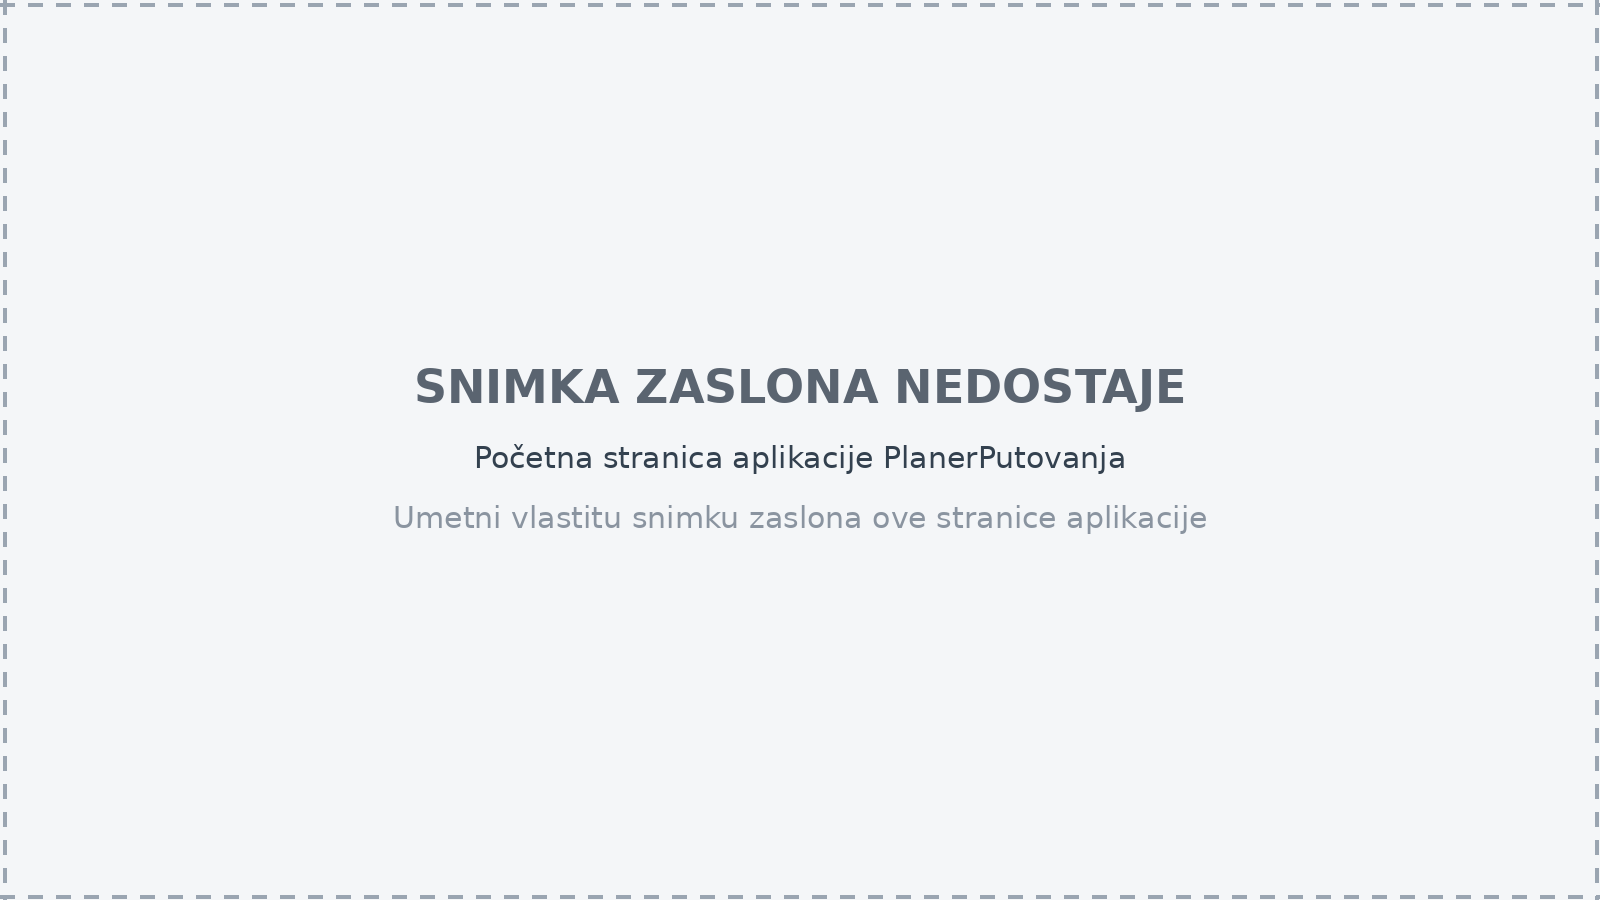 SNIMKA ZASLONA NEDOSTAJE
Početna stranica aplikacije PlanerPutovanja
Umetni vlastitu snimku zaslona ove stranice aplikacije